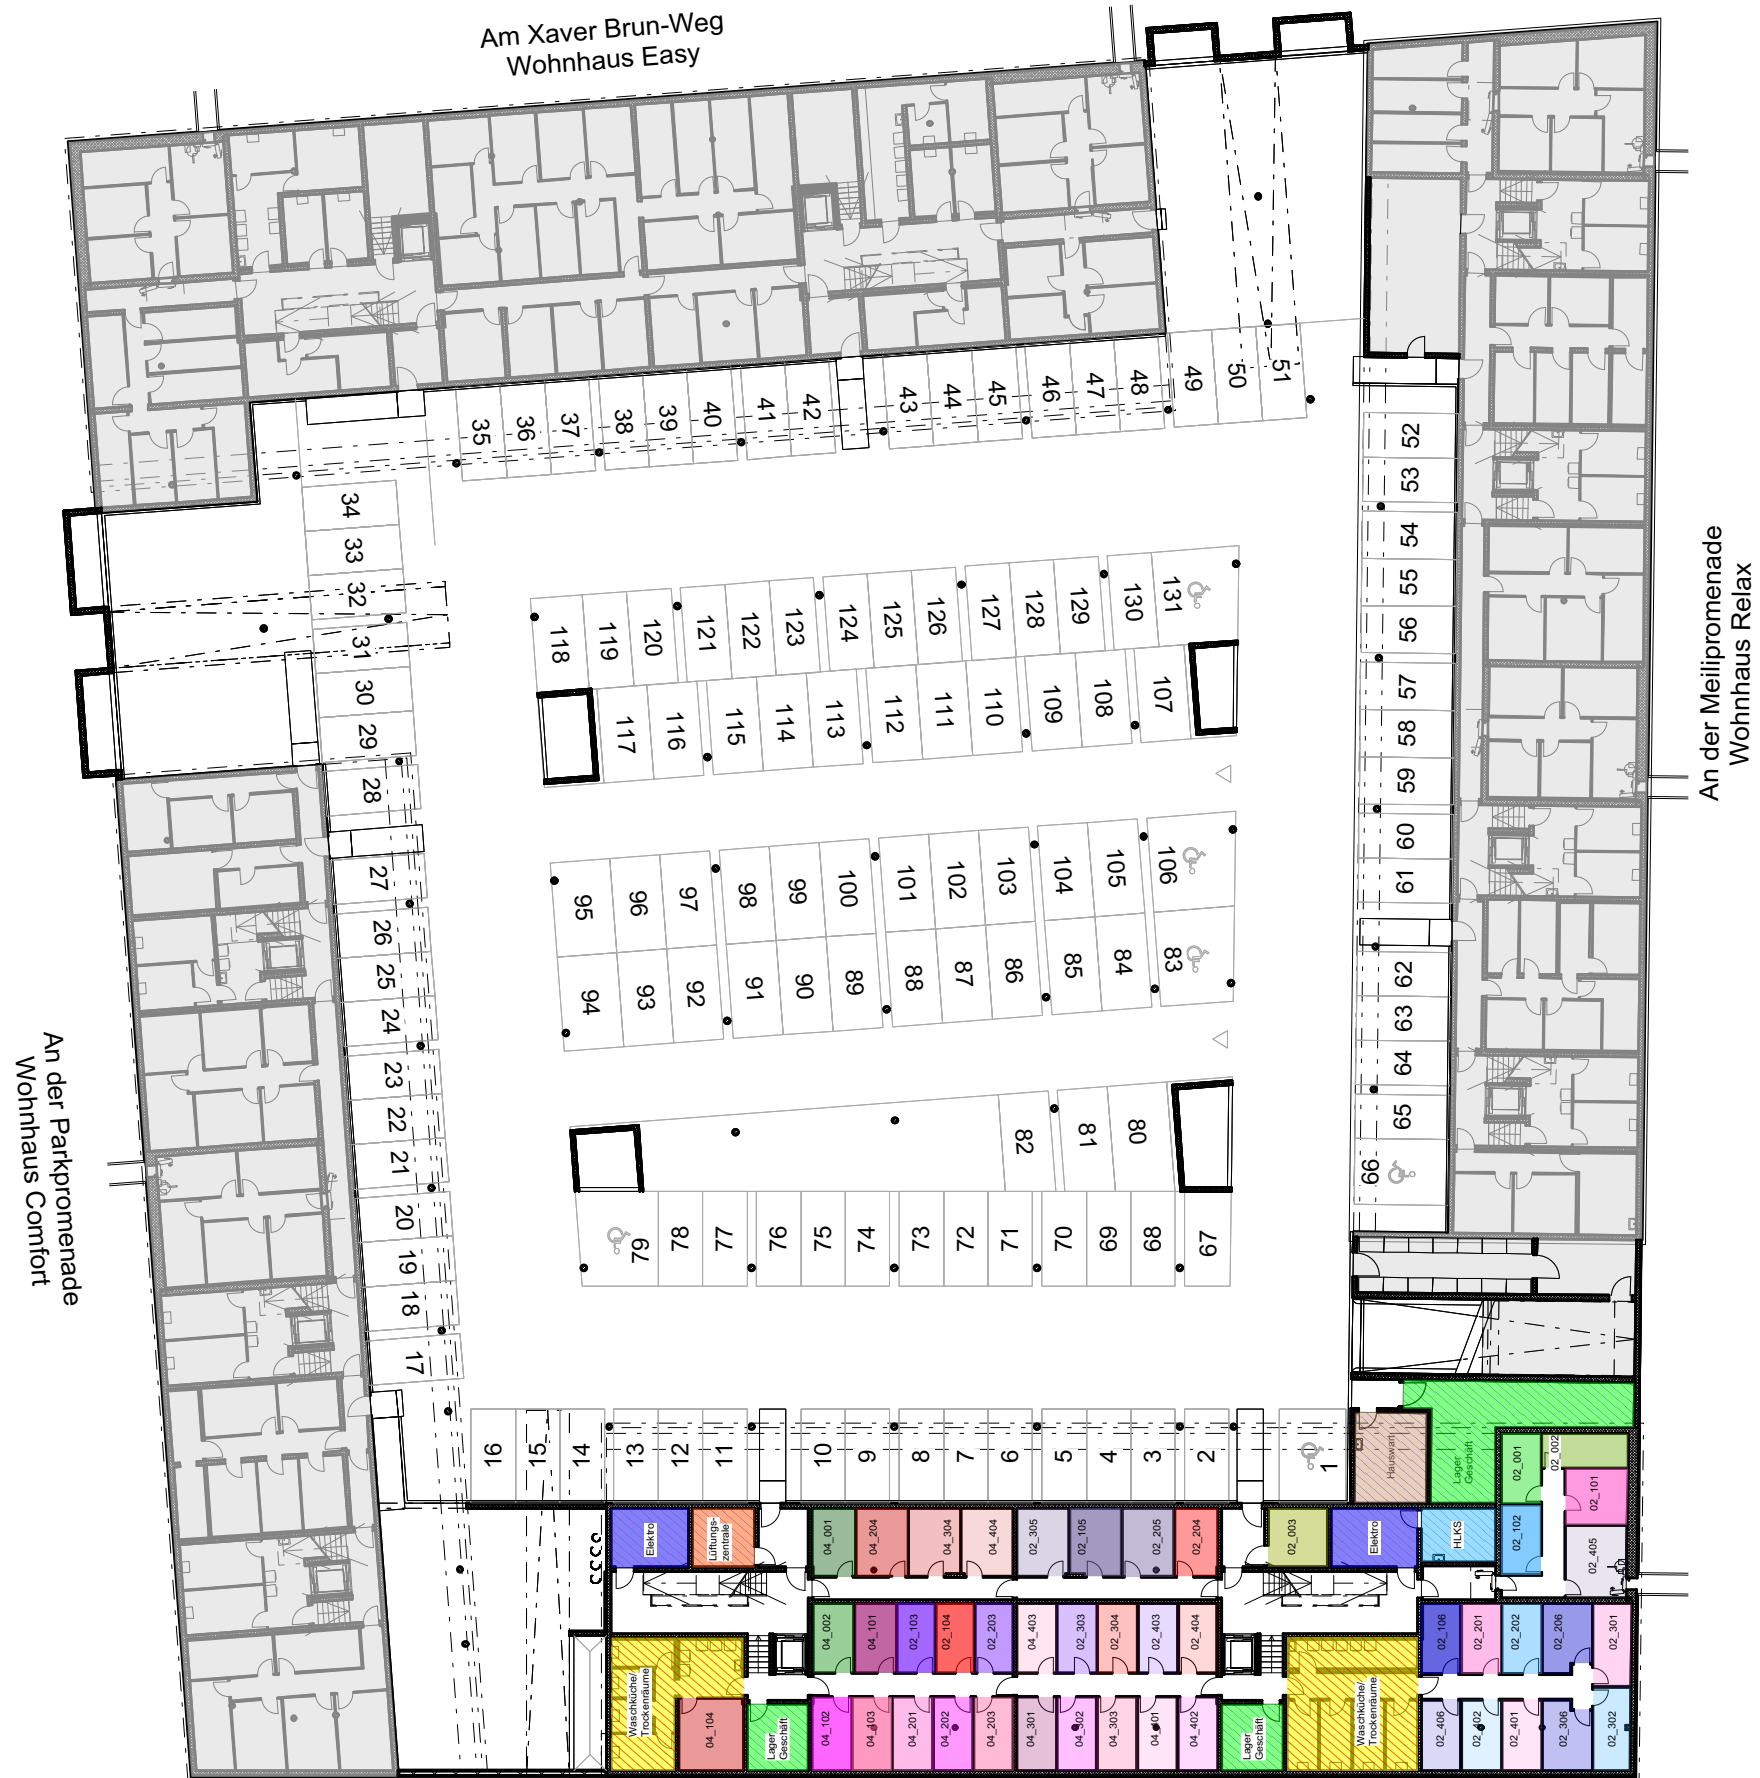 Am Xaver Brun-Weg
Wohnhaus Easy
An der Meilipromenade
Wohnhaus Relax
An der Parkpromenade
Wohnhaus Comfort
35 36 37 38 39 40 41 42 43 44 45 46 47 48 49 50 51
34
33
32
31
30
29
28
27
26
25
24
23
22
21
20
19
18
17
52
53
54
55
56
57
58
59
60
61
62
63
64
65
66
118 119 120 121 122 123 124 125 126 127 128 129 130 131
117 116 115 114 113 112 111 110 109 108 107
95 96 97 98 99 100 101 102 103 104 105 106
94 93 92 91 90 89 88 87 86 85 84 83
82 81 80
79 78 77 76 75 74 73 72 71 70 69 68 67
16 15 14 13 12 11 10 9 8 7 6 5 4 3 2 1
Hauswart
Lager
Geschäft
02_001
02_002
02_101
Elektro
Lüftungs-
zentrale
04_001 04_204 04_304 04_404 02_305 02_105 02_205 02_204
02_003
Elektro
HLKS
02_102
02_405
04_002 04_101 02_103 02_104 02_203 04_403 02_303 02_304 02_403 02_404
02_106 02_201 02_202 02_206 02_301
Waschküche/
Trockenräume
04_104
Lager
Geschäft
04_102 04_403 04_201 04_202 04_203 04_301 04_302 04_303 04_401 04_402
Lager
Geschäft
Waschküche/
Trockenräume
02_406 02_402 02_401 02_306 02_302